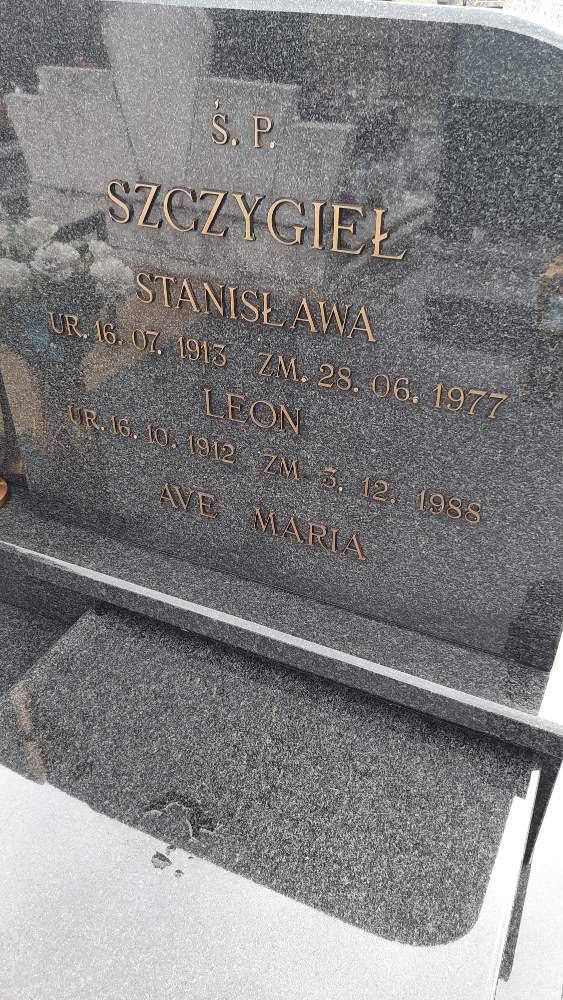 Ś. P.
SZCZYGIEŁ
STANISŁAWA
UR. 16. 07. 1913 ZM. 28. 06. 1977
LEON
UR. 16. 10. 1912 ZM 3. 12. 1988
AVE MARIA